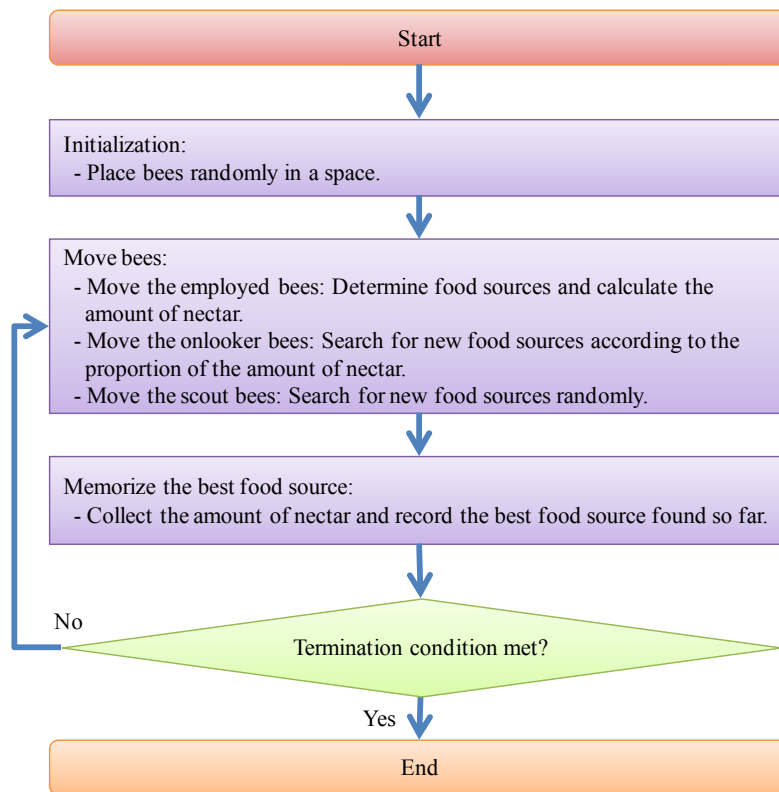 Start
Initialization:
- Place bees randomly in a space.
Move bees:
- Move the employed bees: Determine food sources and calculate the
amount of nectar.
- Move the onlooker bees: Search for new food sources according to the
proportion of the amount of nectar.
- Move the scout bees: Search for new food sources randomly.
Memorize the best food source:
- Collect the amount of nectar and record the best food source found so far.
No
Termination condition met?
Yes
End